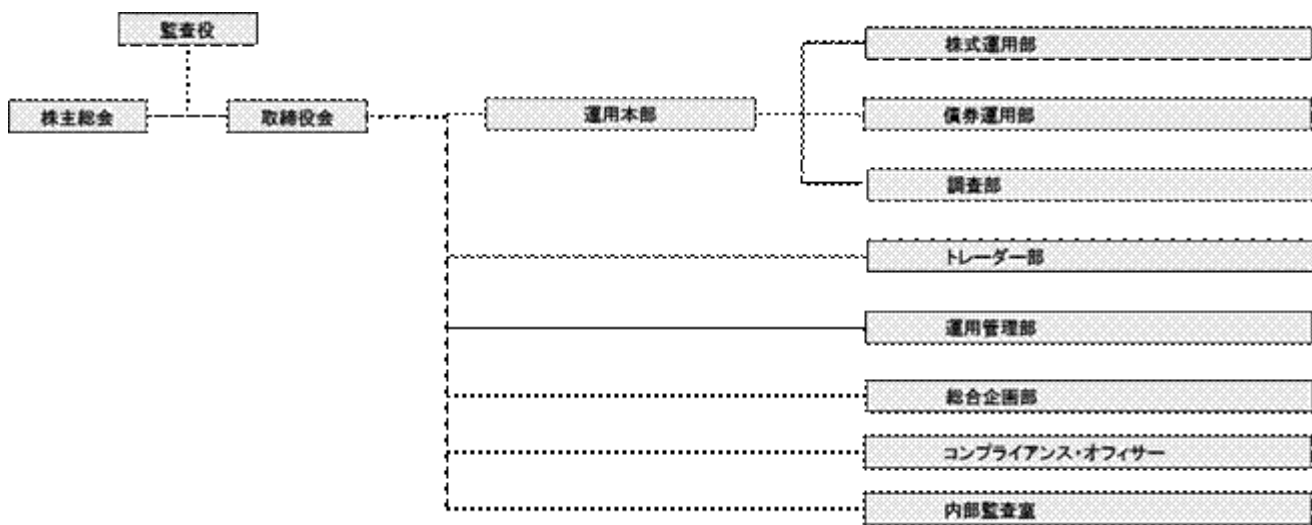 監査役
株主総会
取締役会
運用本部
株式運用部
債券運用部
調査部
トレーダー部
運用管理部
総合企画部
コンプライアンス・オフィサー
内部監査室